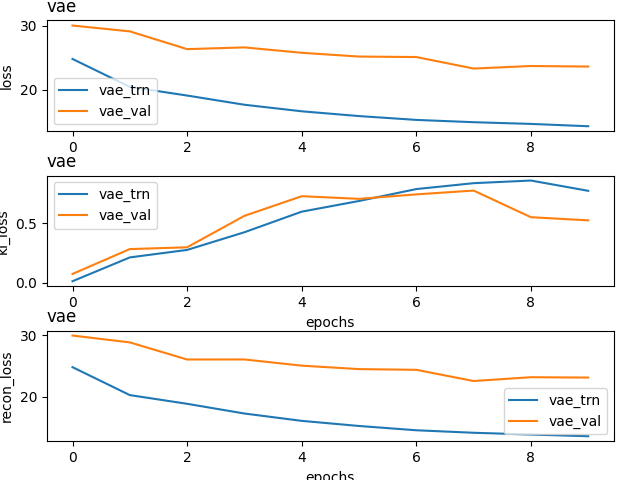 vae
loss
30
20
vae_trn
vae_val
0 2 4 6 8
vae
kl_loss
0.5
0.0
vae_trn
vae_val
0 2 4 6 8
epochs
vae
recon_loss
30
20
vae_trn
vae_val
0 2 4 6 8
epochs